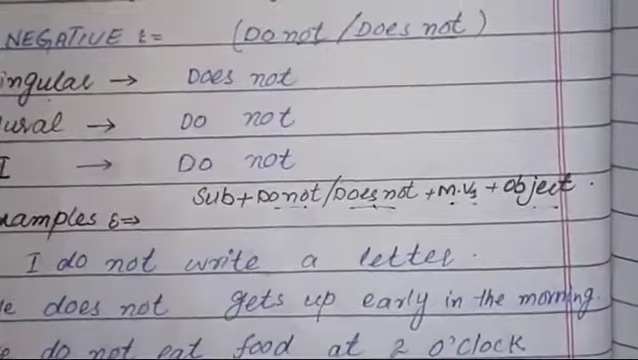 NEGATIVE :- (Do not / Does not)
ingular → Does not
lural → Do not
I → Do not
Sub + Do not / Does not + M.V₁ + Object.
xamples :⇒
I do not write a letter.
e does not gets up early in the morning.
e do not eat food at 2 o'clock